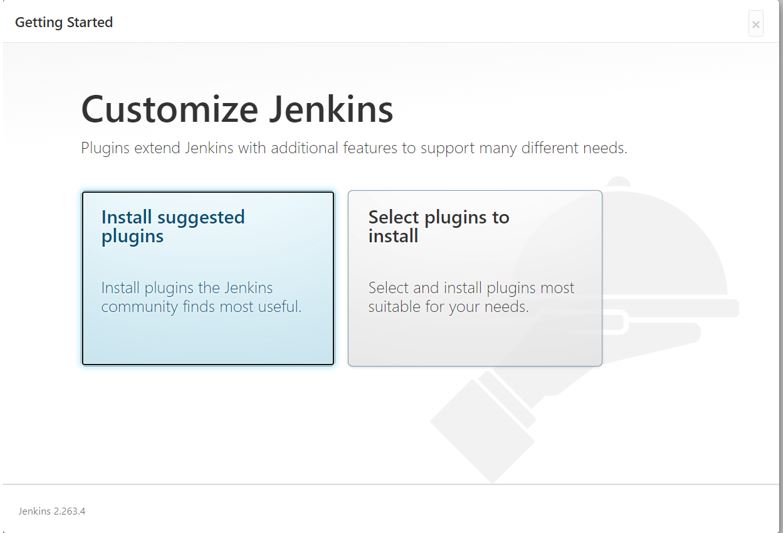 Getting Started
×
Customize Jenkins
Plugins extend Jenkins with additional features to support many different needs.
Install suggested
plugins
Install plugins the Jenkins
community finds most useful.
Select plugins to
install
Select and install plugins most
suitable for your needs.
Jenkins 2.263.4